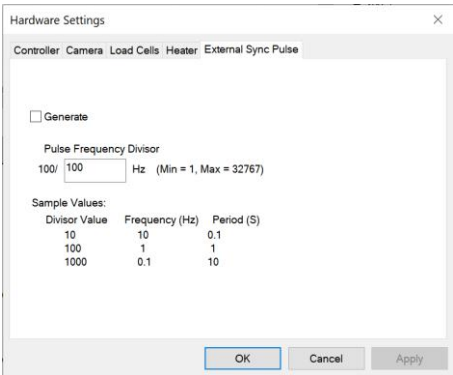 Hardware Settings
Controller Camera Load Cells Heater External Sync Pulse
Generate
Pulse Frequency Divisor
100/ 100 Hz (Min = 1, Max = 32767)
Sample Values:
Divisor Value Frequency (Hz) Period (S)
10 10 0.1
100 1 1
1000 0.1 10
OK Cancel Apply